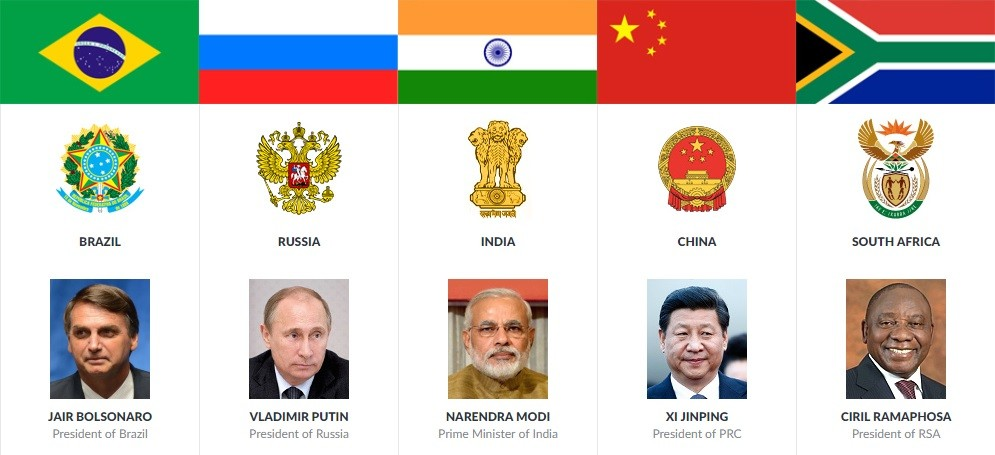 BRAZIL
RUSSIA
INDIA
CHINA
SOUTH AFRICA
JAIR BOLSONARO
President of Brazil
VLADIMIR PUTIN
President of Russia
NARENDRA MODI
Prime Minister of India
XI JINPING
President of PRC
CIRIL RAMAPHOSA
President of RSA